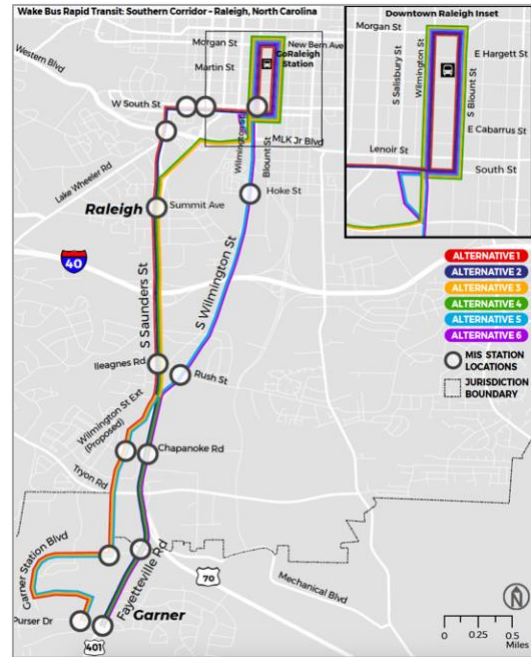 Wake Bus Rapid Transit: Southern Corridor – Raleigh, North Carolina
Morgan St
New Bern Ave
GoRaleigh
Station
Martin St
Western Blvd
W South St
MLK Jr Blvd
Wilmington St
Blount St
Lake Wheeler Rd
Raleigh
Summit Ave
Hoke St
40
S Saunders St
S Wilmington St
Ileagnes Rd
Rush St
Wilmington St Ext
(Proposed)
Chapanoke Rd
Tryon Rd
Garner Station Blvd
Fayetteville Rd
70
Mechanical Blvd
Purser Dr
Garner
401
Downtown Raleigh Inset
Morgan St
S Salisbury St
Wilmington St
E Hargett St
S Blount St
E Cabarrus St
Lenoir St
South St
ALTERNATIVE 1
ALTERNATIVE 2
ALTERNATIVE 3
ALTERNATIVE 4
ALTERNATIVE 5
ALTERNATIVE 6
MIS STATION
LOCATIONS
JURISDICTION
BOUNDARY
N
0 0.25 0.5
Miles